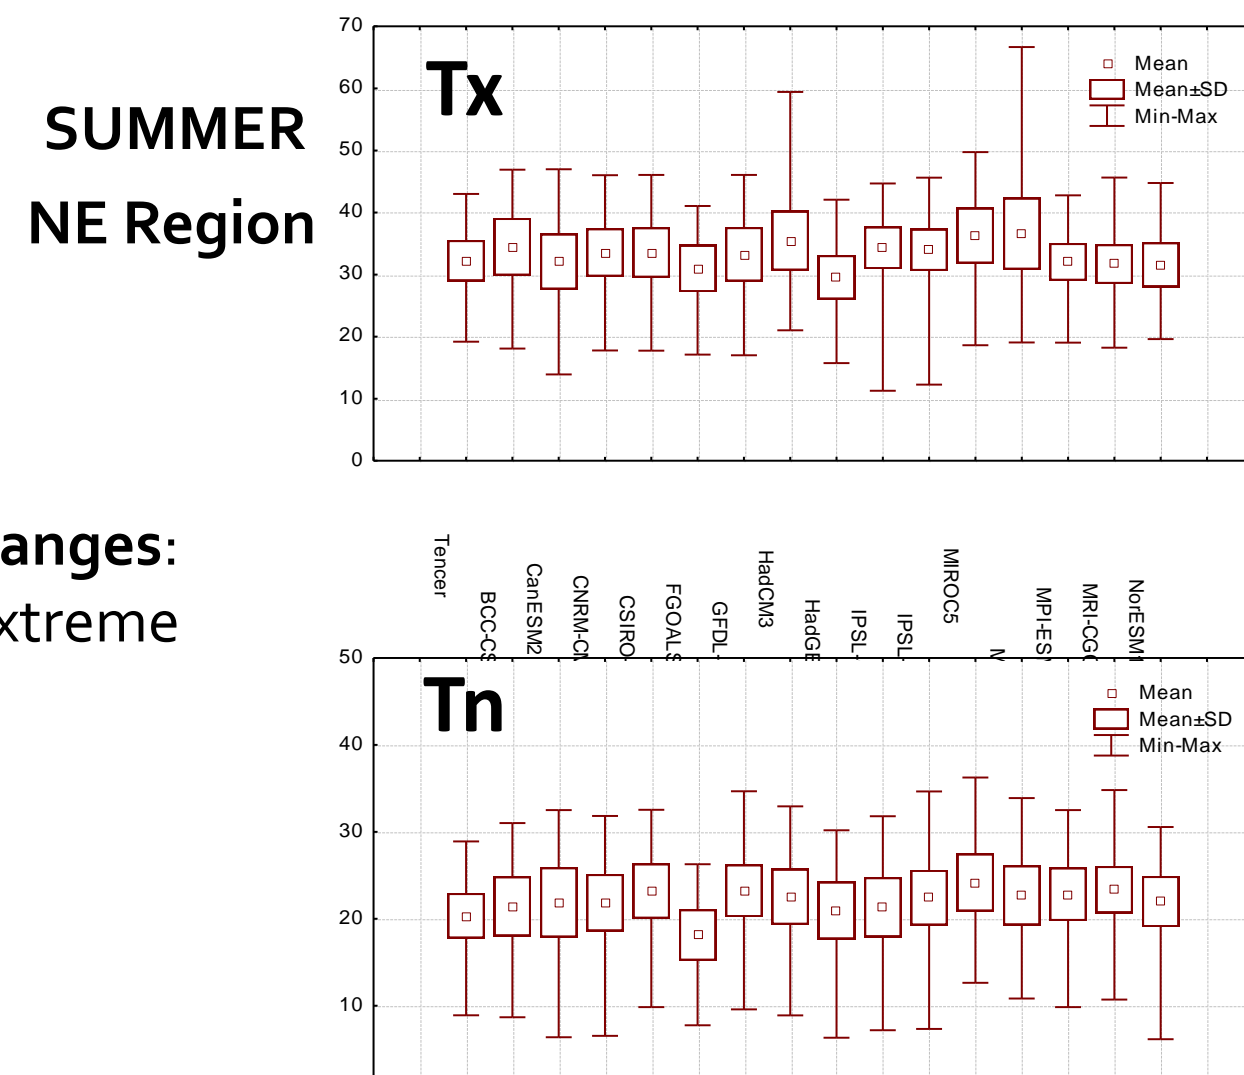 SUMMER
NE Region
anges:
xtreme
Tx
70
60
50
40
30
20
10
0
Mean
Mean±SD
Min-Max
Tencer
BCC-CS
CanESM2
CNRM-CM
CSIRO-
FGOALS
GFDL-
HadCM3
HadGE
IPSL-
IPSL-
MIROC5
M
MPI-ES
MRI-CGC
NorESM1
Tn
50
40
30
20
10
Mean
Mean±SD
Min-Max